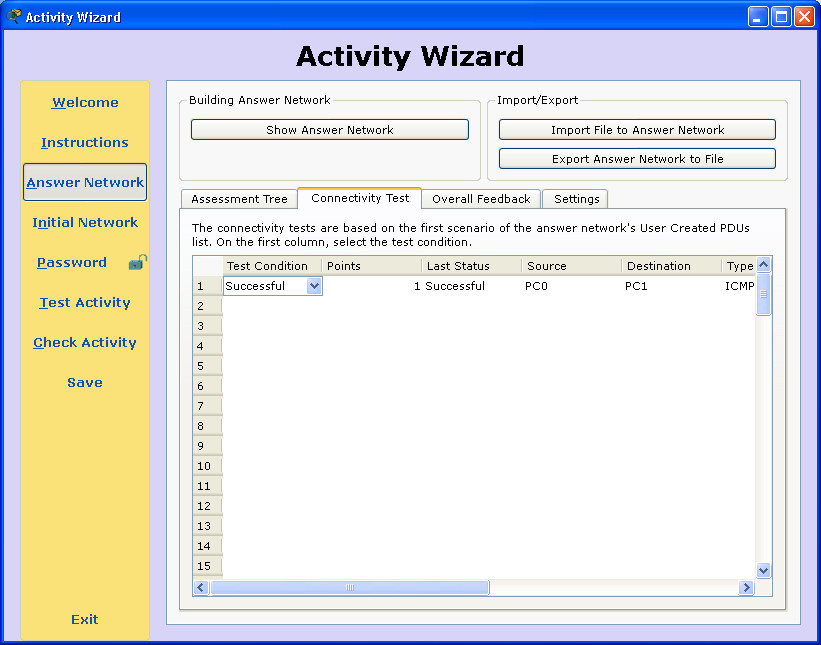 Activity Wizard
Activity Wizard
Welcome
Instructions
Answer Network
Initial Network
Password
Test Activity
Check Activity
Save
Exit
Building Answer Network
Show Answer Network
Import/Export
Import File to Answer Network
Export Answer Network to File
Assessment Tree Connectivity Test Overall Feedback Settings
The connectivity tests are based on the first scenario of the answer network's User Created PDUs
list. On the first column, select the test condition.
Test Condition Points Last Status Source Destination Type
1 Successful 1 Successful PC0 PC1 ICMP
2
3
4
5
6
7
8
9
10
11
12
13
14
15